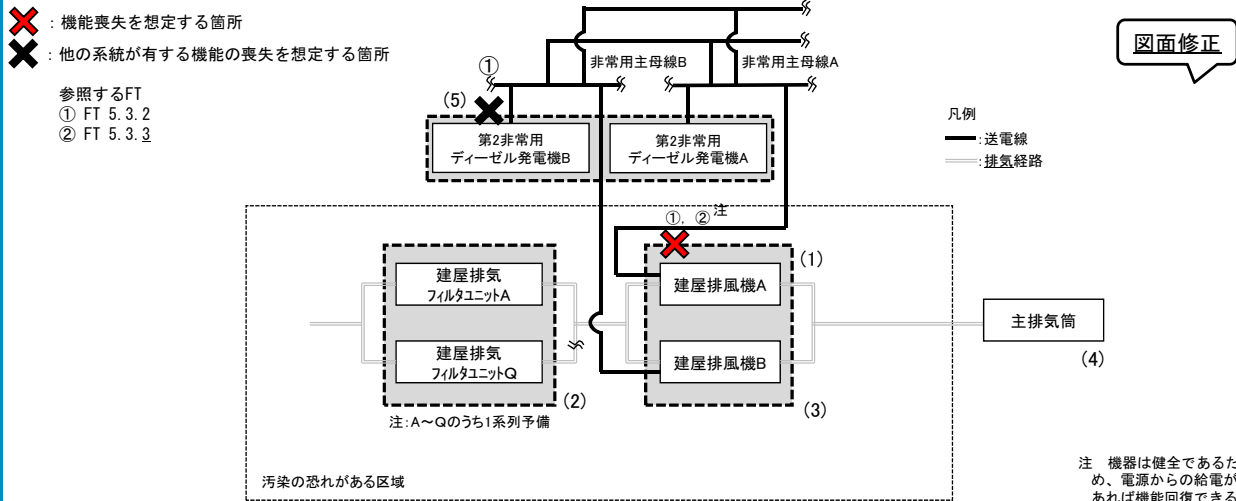 ：機能喪失を想定する箇所
：他の系統が有する機能の喪失を想定する箇所
参照するFT
① FT 5.3.2
② FT 5.3.3
図面修正
①
非常用主母線B
非常用主母線A
(5)
第2非常用
ディーゼル発電機B
第2非常用
ディーゼル発電機A
凡例
：送電線
：排気経路
①，②注
(1)
建屋排気
フィルタユニットA
建屋排風機A
主排気筒
(4)
建屋排気
フィルタユニットQ
建屋排風機B
(2)
(3)
注：A～Qのうち1系列予備
汚染の恐れがある区域
注　機器は健全であるた
め、電源からの給電が
あれば機能回復できる